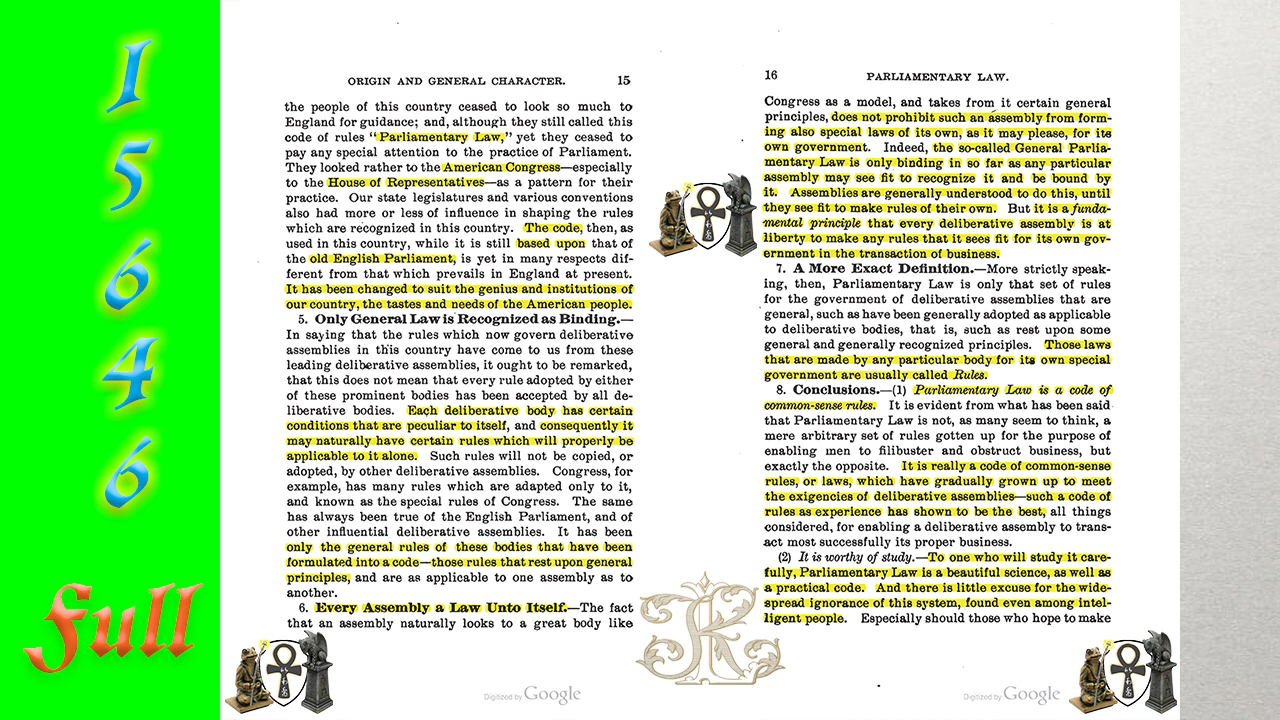 1
5
6
4
6
Full
ORIGIN AND GENERAL CHARACTER. 15
the people of this country ceased to look so much to
England for guidance; and, although they still called this
code of rules “Parliamentary Law,” yet they ceased to
pay any special attention to the practice of Parliament.
They looked rather to the American Congress—especially
to the House of Representatives—as a pattern for their
practice. Our state legislatures and various conventions
also had more or less of influence in shaping the rules
which are recognized in this country. The code, then, as
used in this country, while it is still based upon that of
the old English Parliament, is yet in many respects dif-
ferent from that which prevails in England at present.
It has been changed to suit the genius and institutions of
our country, the tastes and needs of the American people.
5. Only General Law is Recognized as Binding.—
In saying that the rules which now govern deliberative
assemblies in this country have come to us from these
leading deliberative assemblies, it ought to be remarked,
that this does not mean that every rule adopted by either
of these prominent bodies has been accepted by all de-
liberative bodies. Each deliberative body has certain
conditions that are peculiar to itself, and consequently it
may naturally have certain rules which will properly be
applicable to it alone. Such rules will not be copied, or
adopted, by other deliberative assemblies. Congress, for
example, has many rules which are adapted only to it,
and known as the special rules of Congress. The same
has always been true of the English Parliament, and of
other influential deliberative assemblies. It has been
only the general rules of these bodies that have been
formulated into a code—those rules that rest upon general
principles, and are as applicable to one assembly as to
another.
6. Every Assembly a Law Unto Itself.—The fact
that an assembly naturally looks to a great body like
Digitized by Google
16 PARLIAMENTARY LAW.
Congress as a model, and takes from it certain general
principles, does not prohibit such an assembly from form-
ing also special laws of its own, as it may please, for its
own government. Indeed, the so-called General Parlia-
mentary Law is only binding in so far as any particular
assembly may see fit to recognize it and be bound by
it. Assemblies are generally understood to do this, until
they see fit to make rules of their own. But it is a funda-
mental principle that every deliberative assembly is at
liberty to make any rules that it sees fit for its own gov-
ernment in the transaction of business.
7. A More Exact Definition.—More strictly speak-
ing, then, Parliamentary Law is only that set of rules
for the government of deliberative assemblies that are
general, such as have been generally adopted as applicable
to deliberative bodies, that is, such as rest upon some
general and generally recognized principles. Those laws
that are made by any particular body for its own special
government are usually called Rules.
8. Conclusions.—(1) Parliamentary Law is a code of
common-sense rules. It is evident from what has been said
that Parliamentary Law is not, as many seem to think, a
mere arbitrary set of rules gotten up for the purpose of
enabling men to filibuster and obstruct business, but
exactly the opposite. It is really a code of common-sense
rules, or laws, which have gradually grown up to meet
the exigencies of deliberative assemblies—such a code of
rules as experience has shown to be the best, all things
considered, for enabling a deliberative assembly to trans-
act most successfully its proper business.
(2) It is worthy of study.—To one who will study it care-
fully, Parliamentary Law is a beautiful science, as well as
a practical code. And there is little excuse for the wide-
spread ignorance of this system, found even among intel-
ligent people. Especially should those who hope to make
Digitized by Google